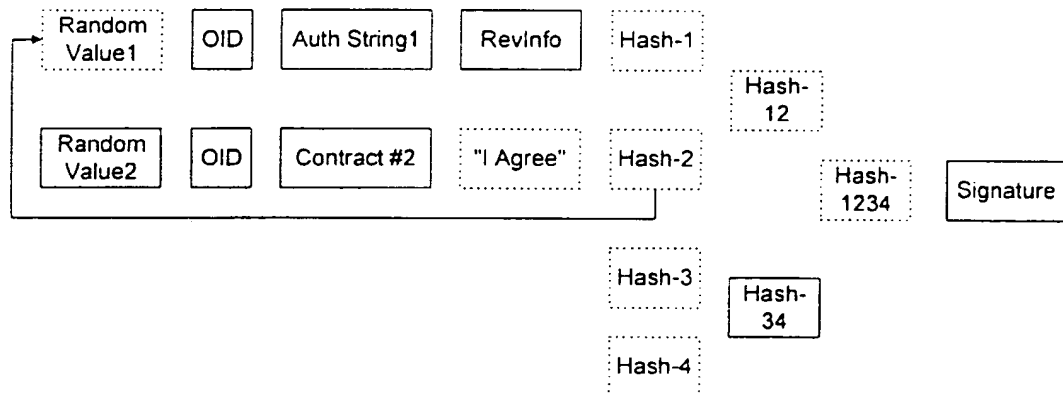 Random
Value1
OID
Auth String1
RevInfo
Hash-1
Hash-
12
Random
Value2
OID
Contract #2
"I Agree"
Hash-2
Hash-
1234
Signature
Hash-3
Hash-
34
Hash-4